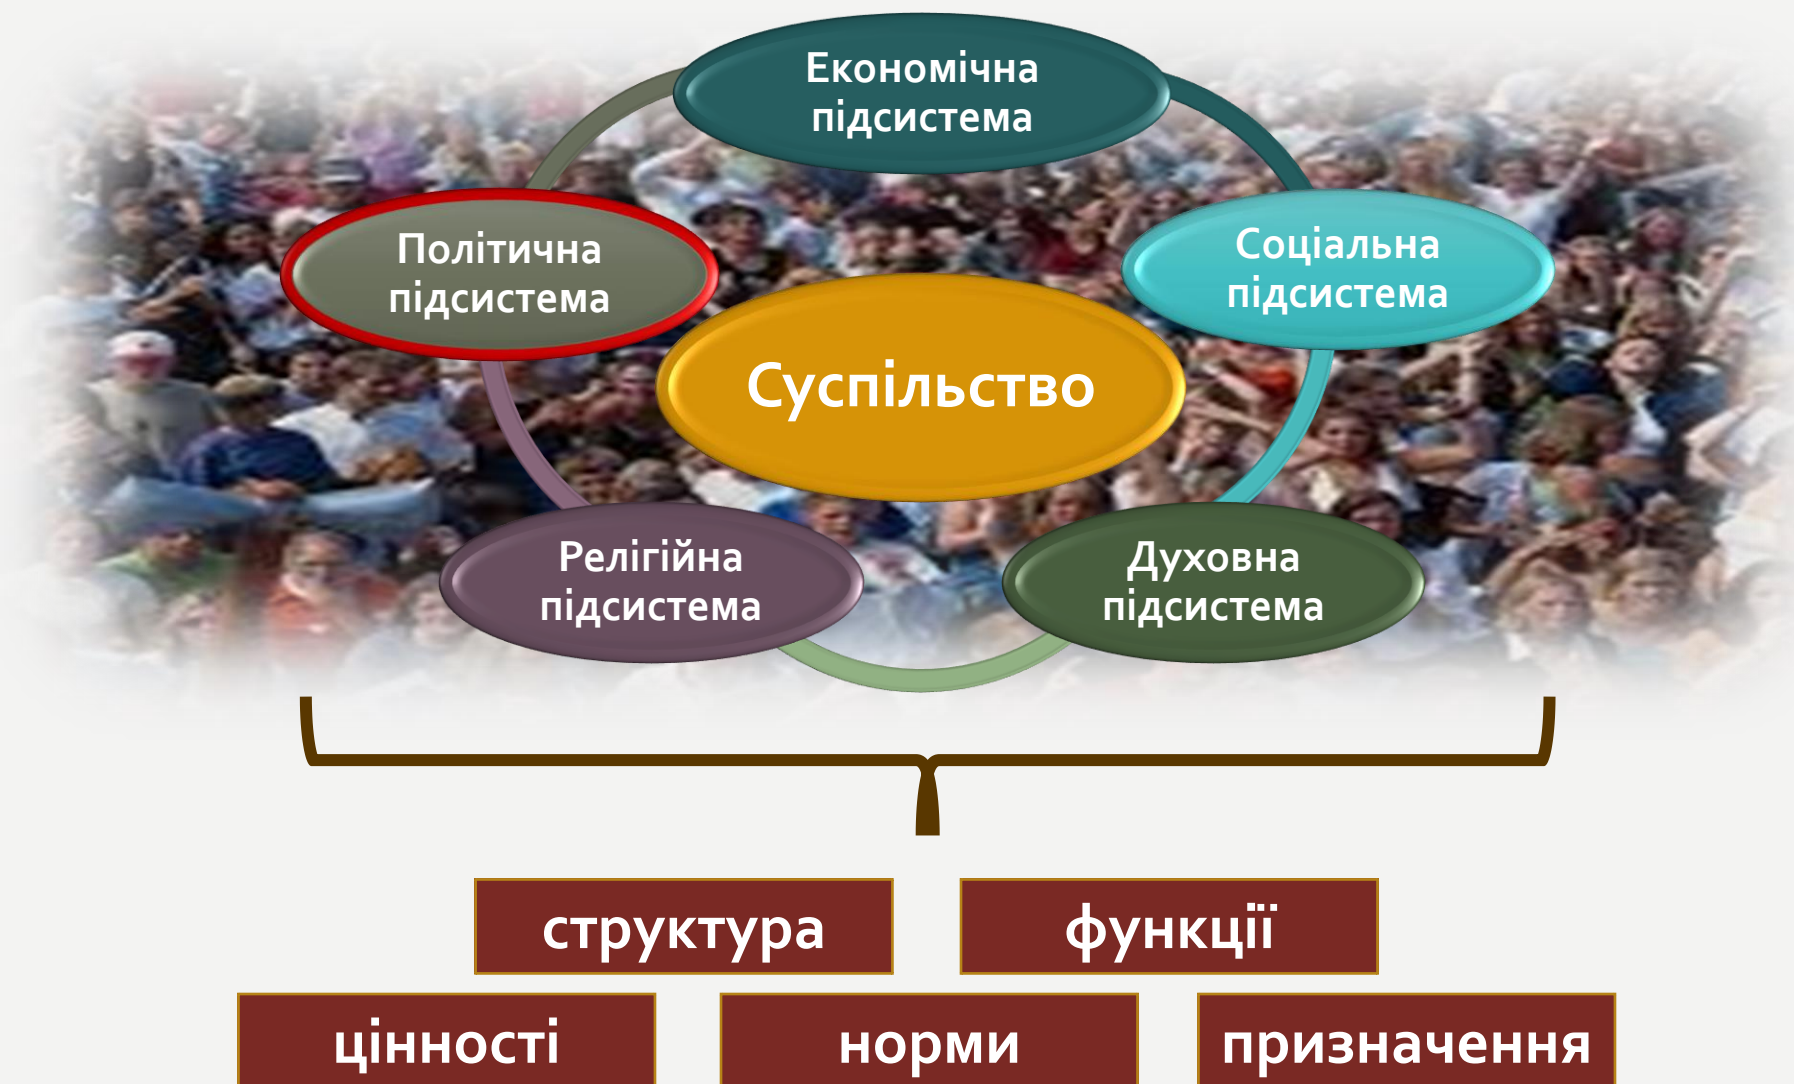 Економічна
підсистема
Політична
підсистема
Соціальна
підсистема
Суспільство
Релігійна
підсистема
Духовна
підсистема
структура
функції
цінності
норми
призначення